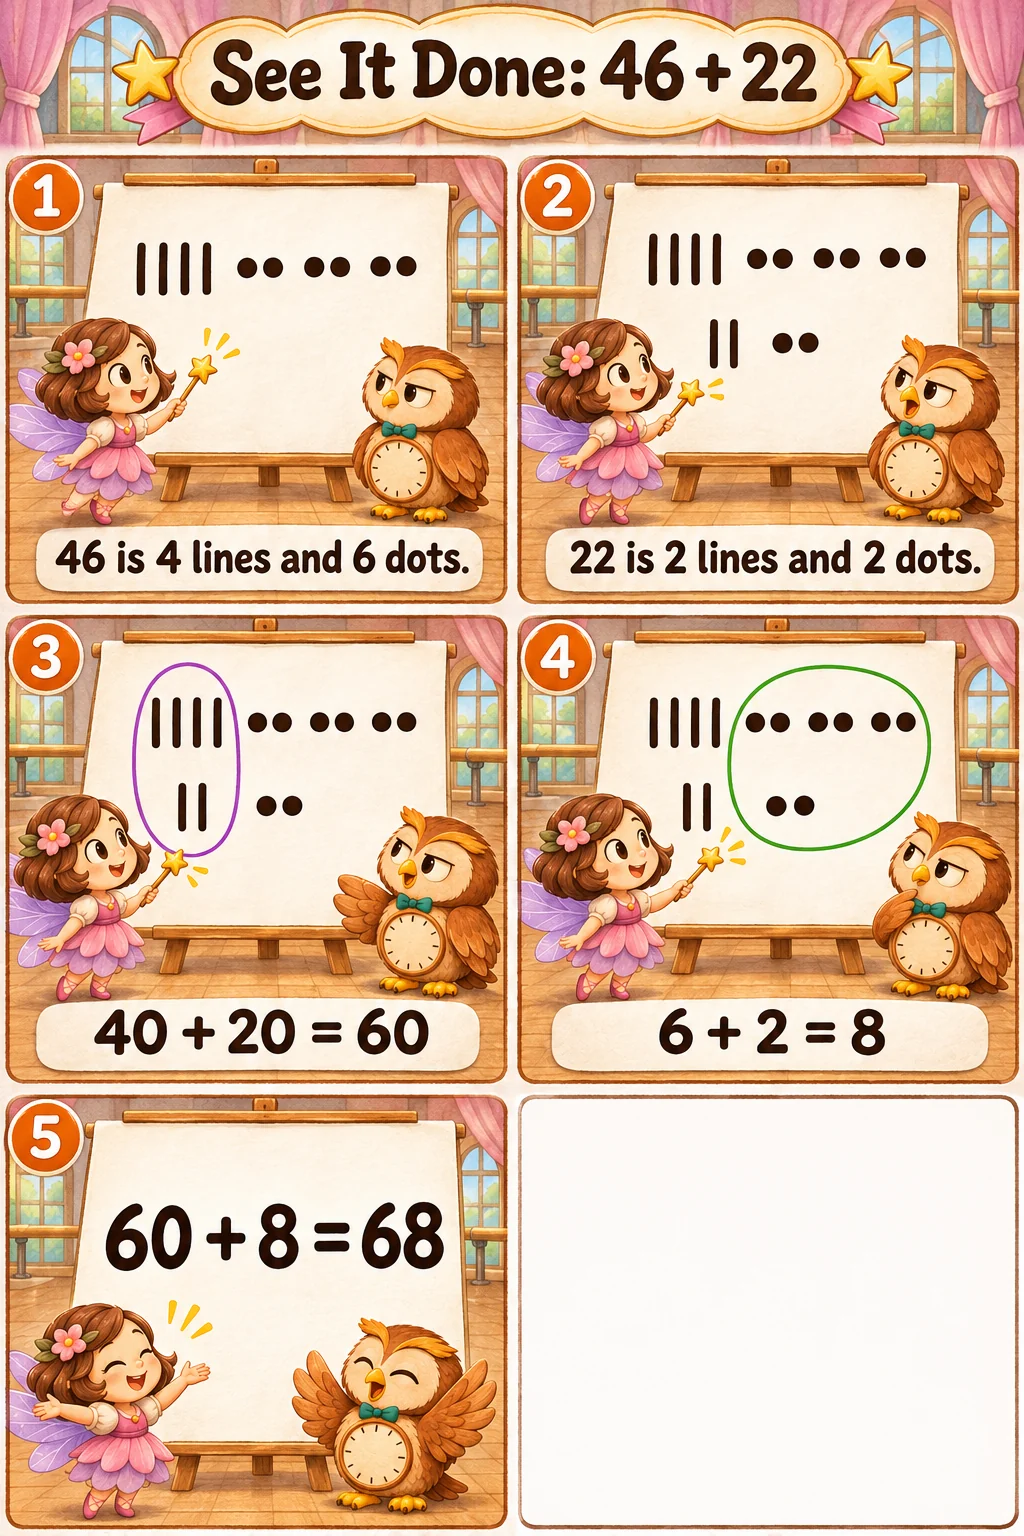 See It Done: 46 + 22
1
46 is 4 lines and 6 dots.
2
22 is 2 lines and 2 dots.
3
40 + 20 = 60
4
6 + 2 = 8
5
60 + 8 = 68